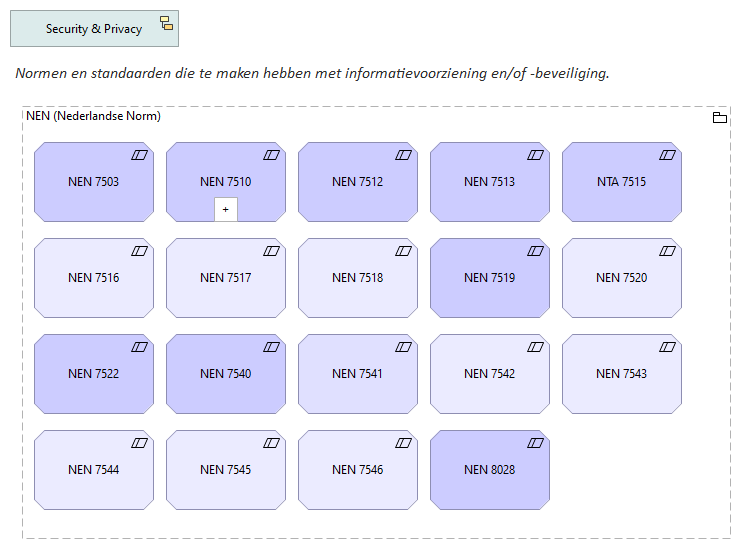 Security & Privacy
Normen en standaarden die te maken hebben met informatievoorziening en/of -beveiliging.
NEN (Nederlandse Norm)
NEN 7503
NEN 7510
+
NEN 7512
NEN 7513
NTA 7515
NEN 7516
NEN 7517
NEN 7518
NEN 7519
NEN 7520
NEN 7522
NEN 7540
NEN 7541
NEN 7542
NEN 7543
NEN 7544
NEN 7545
NEN 7546
NEN 8028